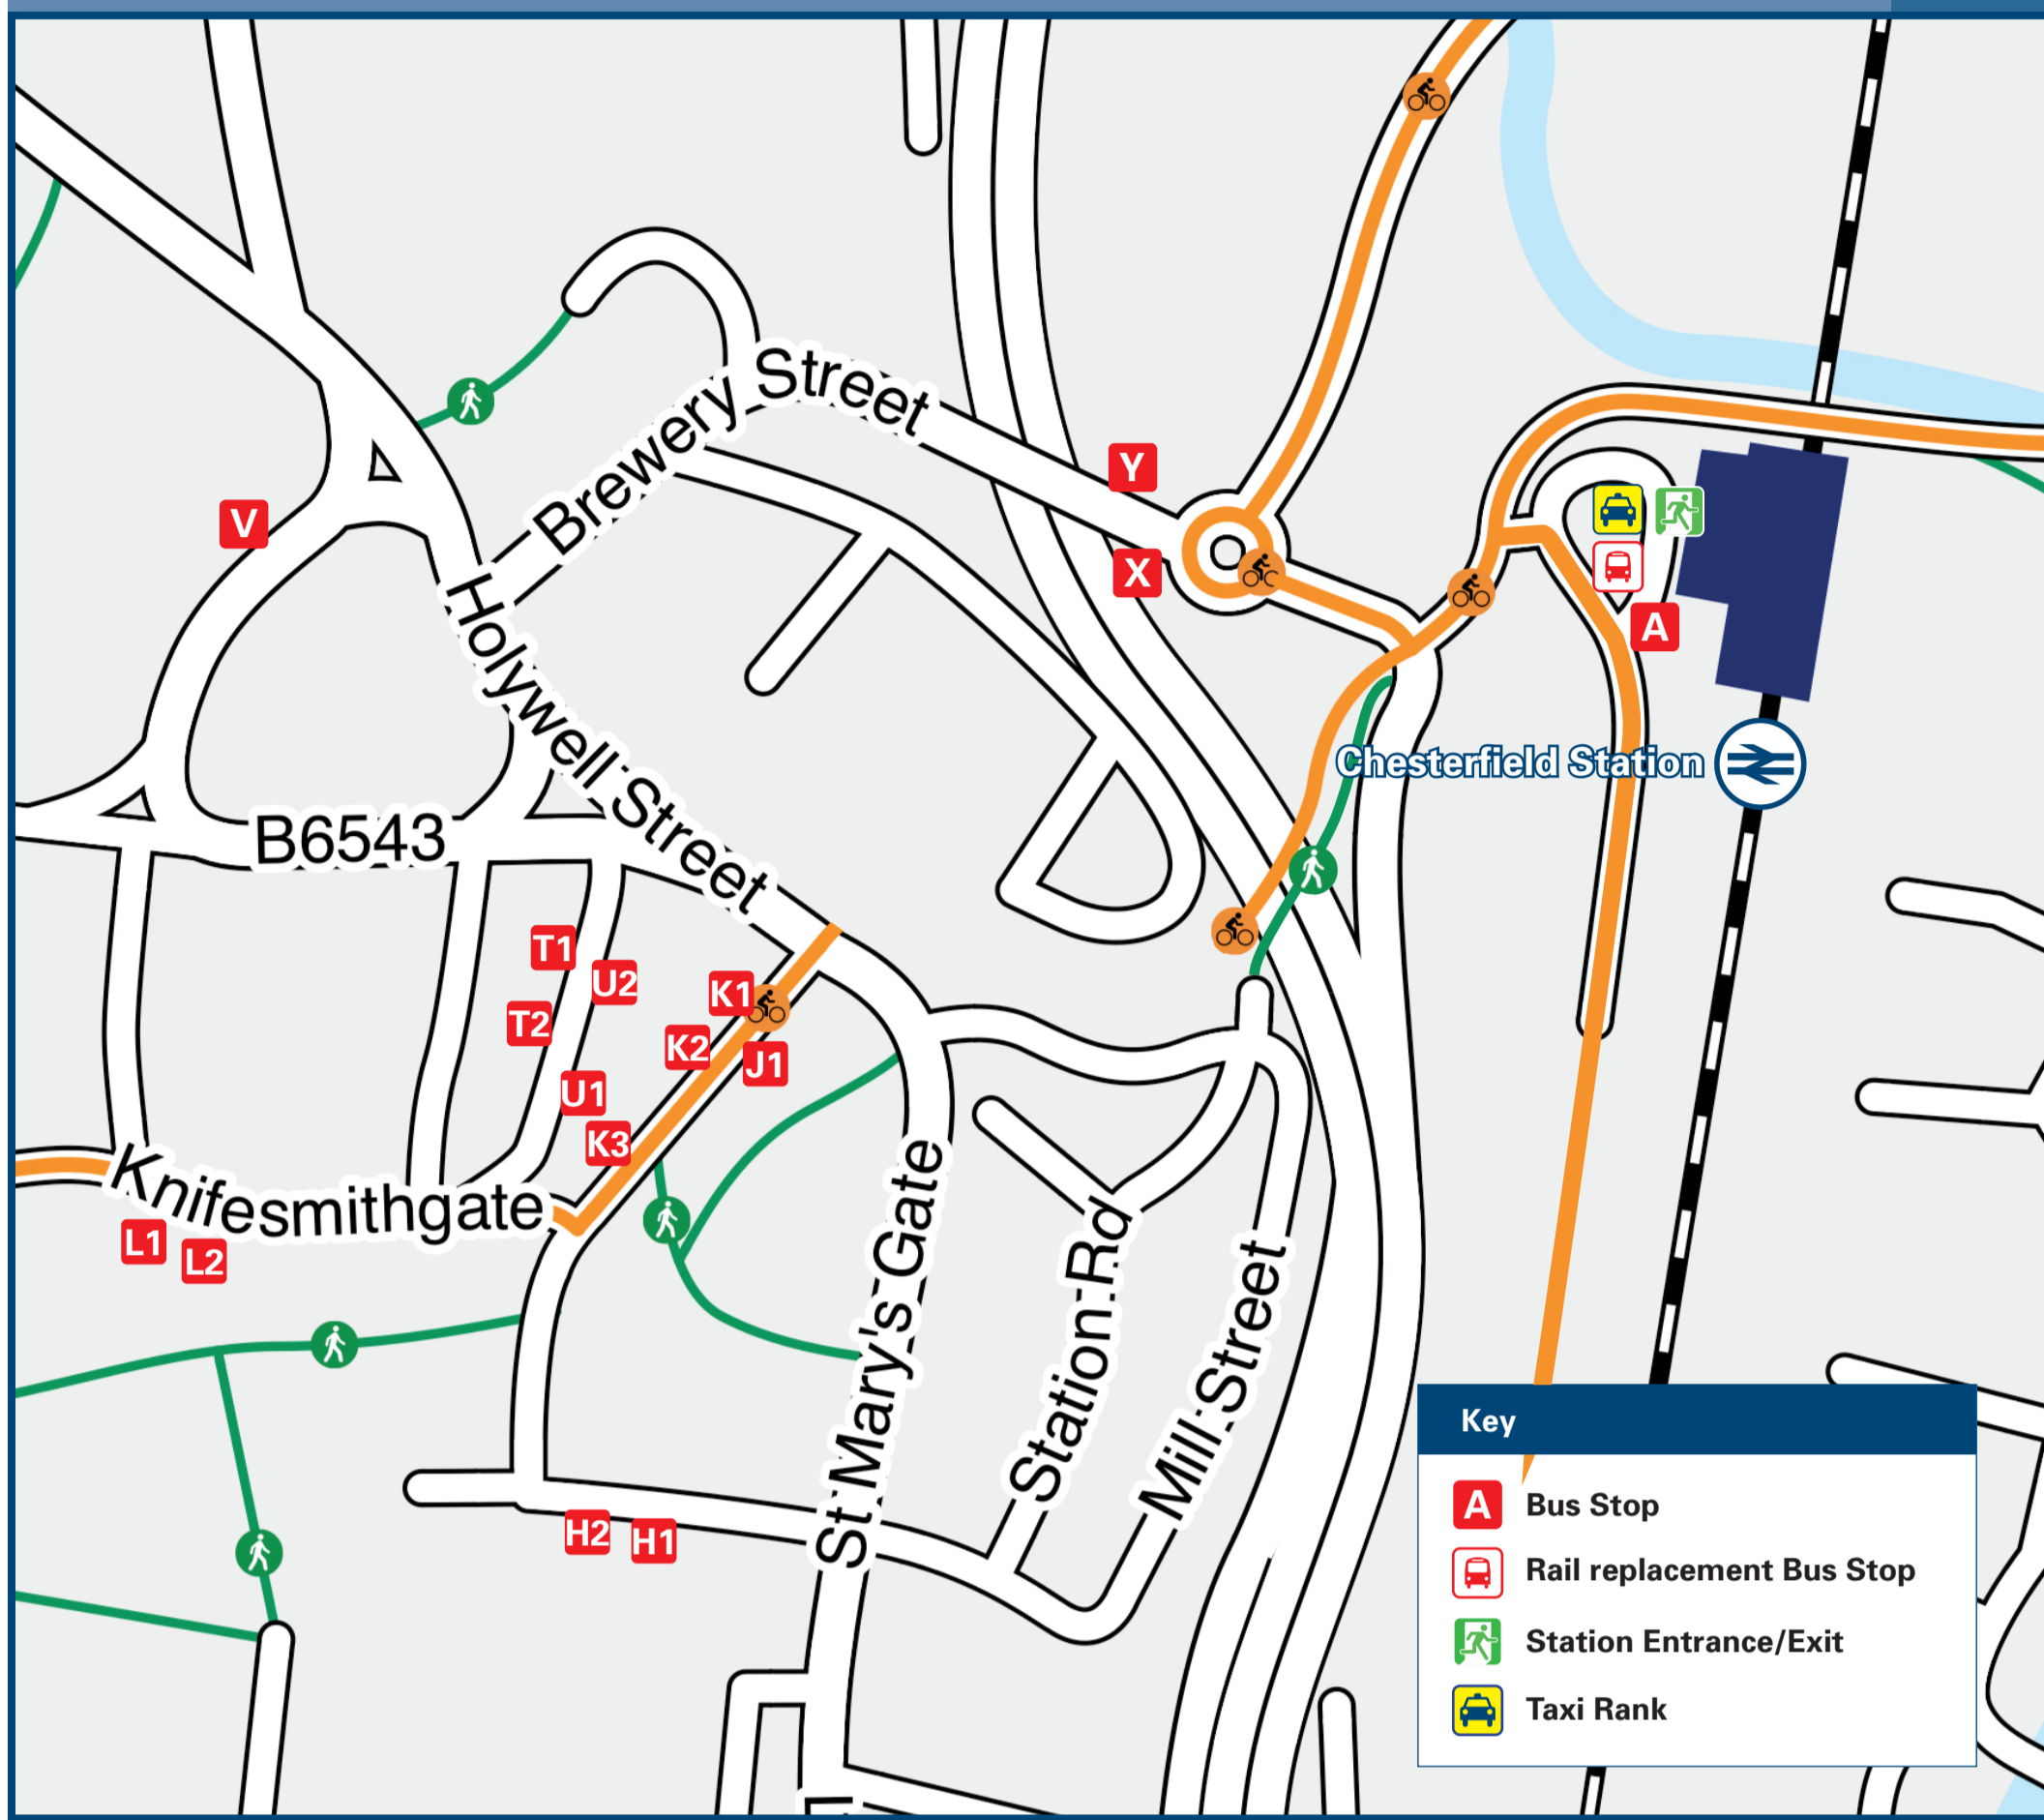 Brewery Street
Y
V
X
A
Holywell Street
Chesterfield Station
B6543
T1
U2
K1
T2
K2
J1
U1
K3
Knifesmithgate
L1
L2
St Mary's Gate
Station Rd
Mill Street
H2
H1
Key
A Bus Stop
Rail replacement Bus Stop
Station Entrance/Exit
Taxi Rank